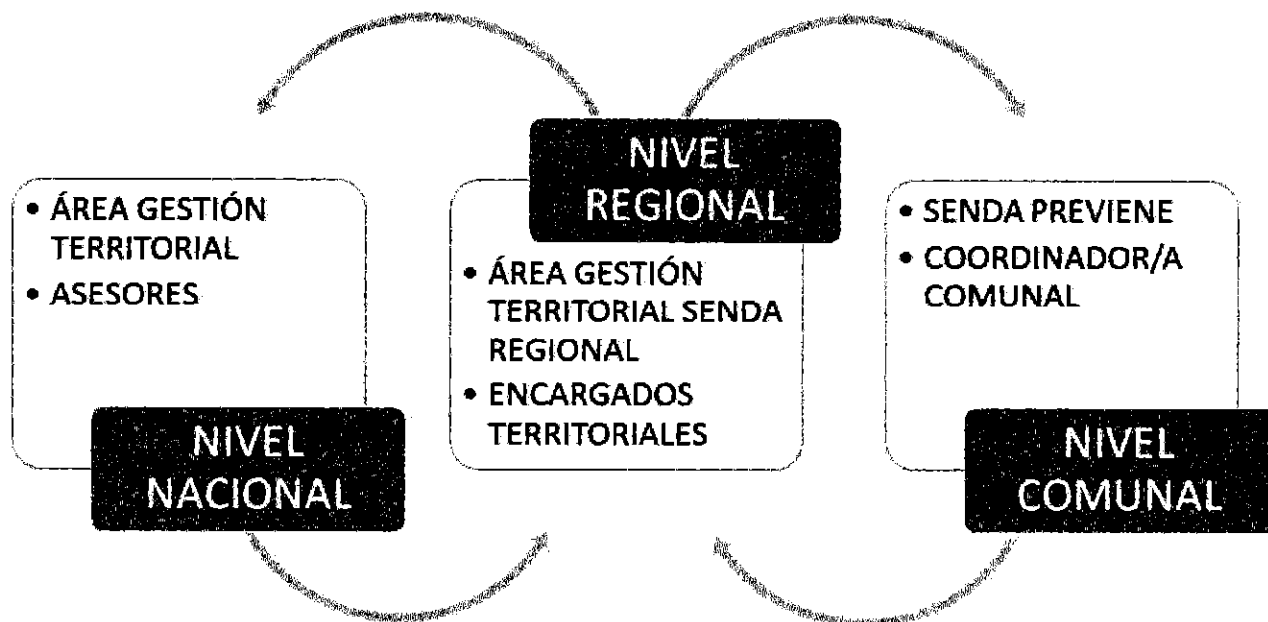 • ÁREA GESTIÓN
TERRITORIAL
• ASESORES
NIVEL
NACIONAL
NIVEL
REGIONAL
• ÁREA GESTIÓN
TERRITORIAL SENDA
REGIONAL
• ENCARGADOS
TERRITORIALES
• SENDA PREVIENE
• COORDINADOR/A
COMUNAL
NIVEL
COMUNAL